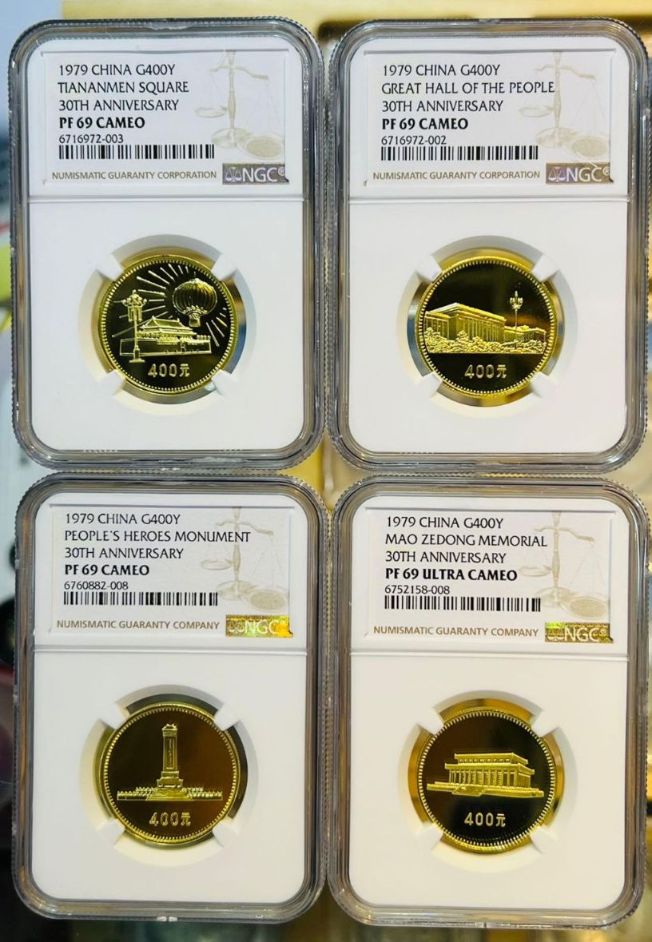 1979 CHINA G400Y
TIANANMEN SQUARE
30TH ANNIVERSARY
PF 69 CAMEO
6716972-003
NUMISMATIC GUARANTY CORPORATION NGC®
400元
1979 CHINA G400Y
GREAT HALL OF THE PEOPLE
30TH ANNIVERSARY
PF 69 CAMEO
6716972-002
NUMISMATIC GUARANTY CORPORATION NGC®
400元
1979 CHINA G400Y
PEOPLE'S HEROES MONUMENT
30TH ANNIVERSARY
PF 69 CAMEO
6760882-008
NUMISMATIC GUARANTY COMPANY NGC
400元
1979 CHINA G400Y
MAO ZEDONG MEMORIAL
30TH ANNIVERSARY
PF 69 ULTRA CAMEO
6752158-008
NUMISMATIC GUARANTY COMPANY NGC
400元